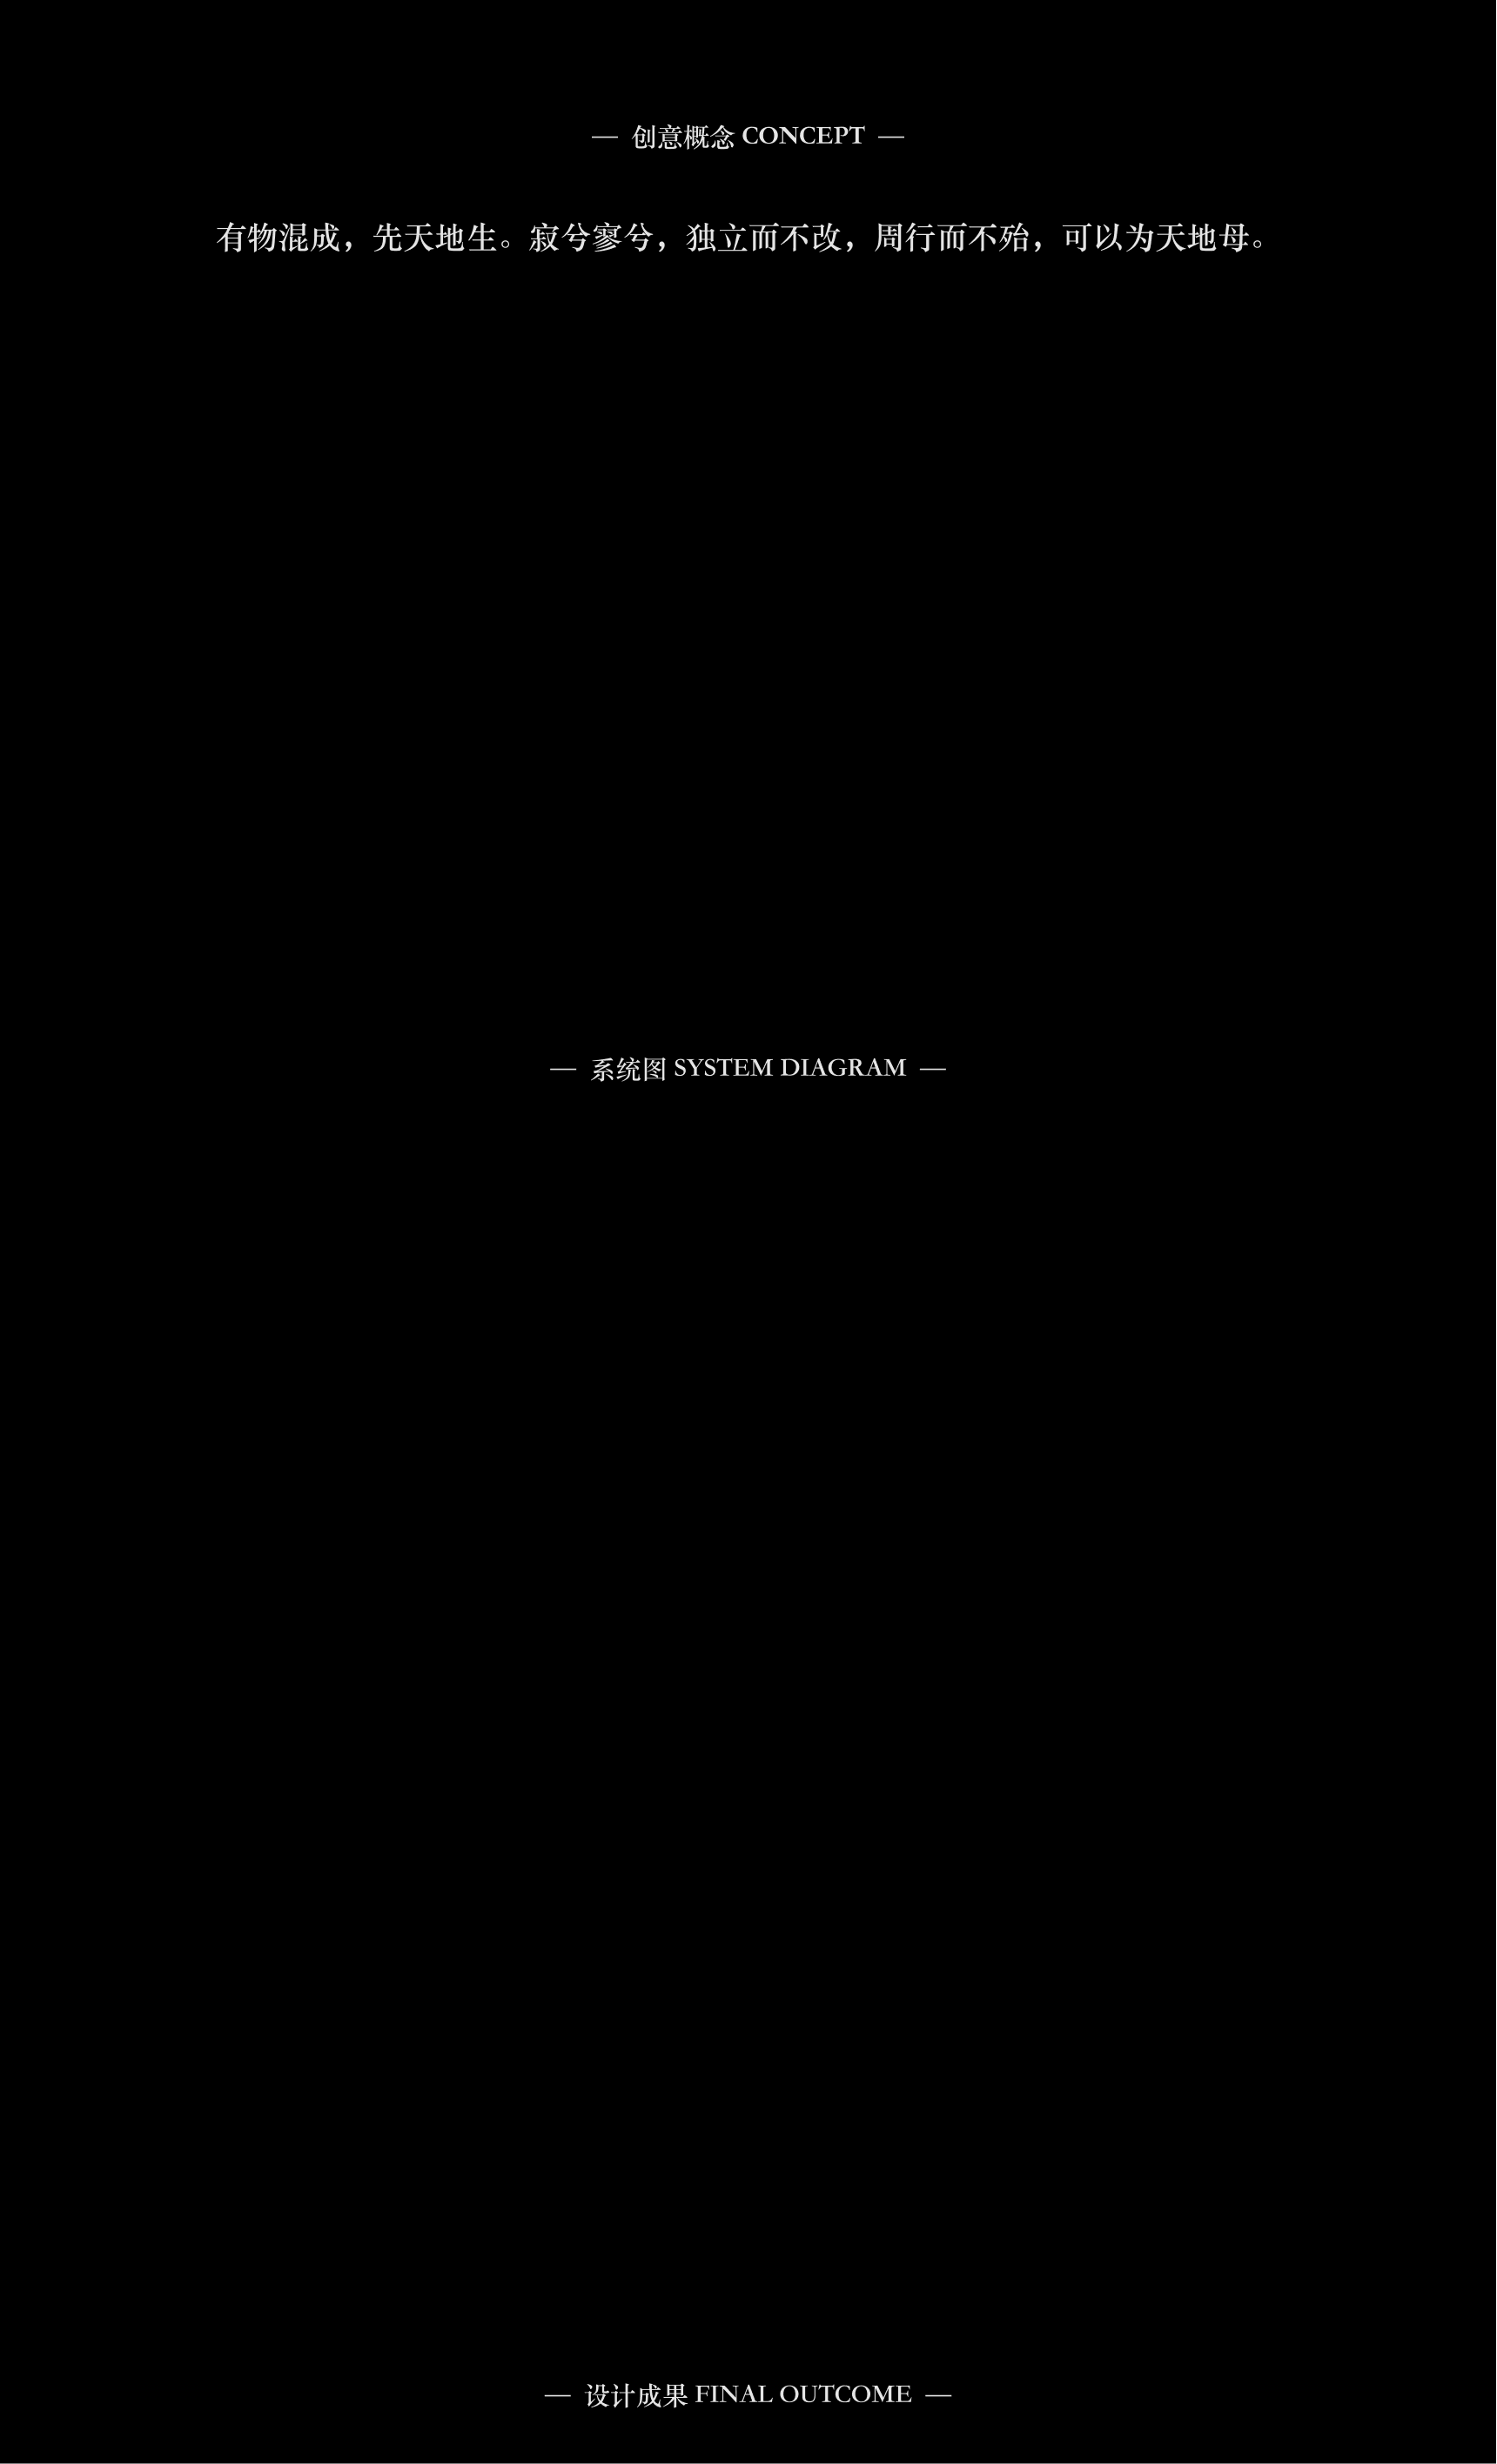 — 创意概念 CONCEPT —
有物混成，先天地生。寂兮寥兮，独立而不改，周行而不殆，可以为天地母。
— 系统图 SYSTEM DIAGRAM —
— 设计成果 FINAL OUTCOME —